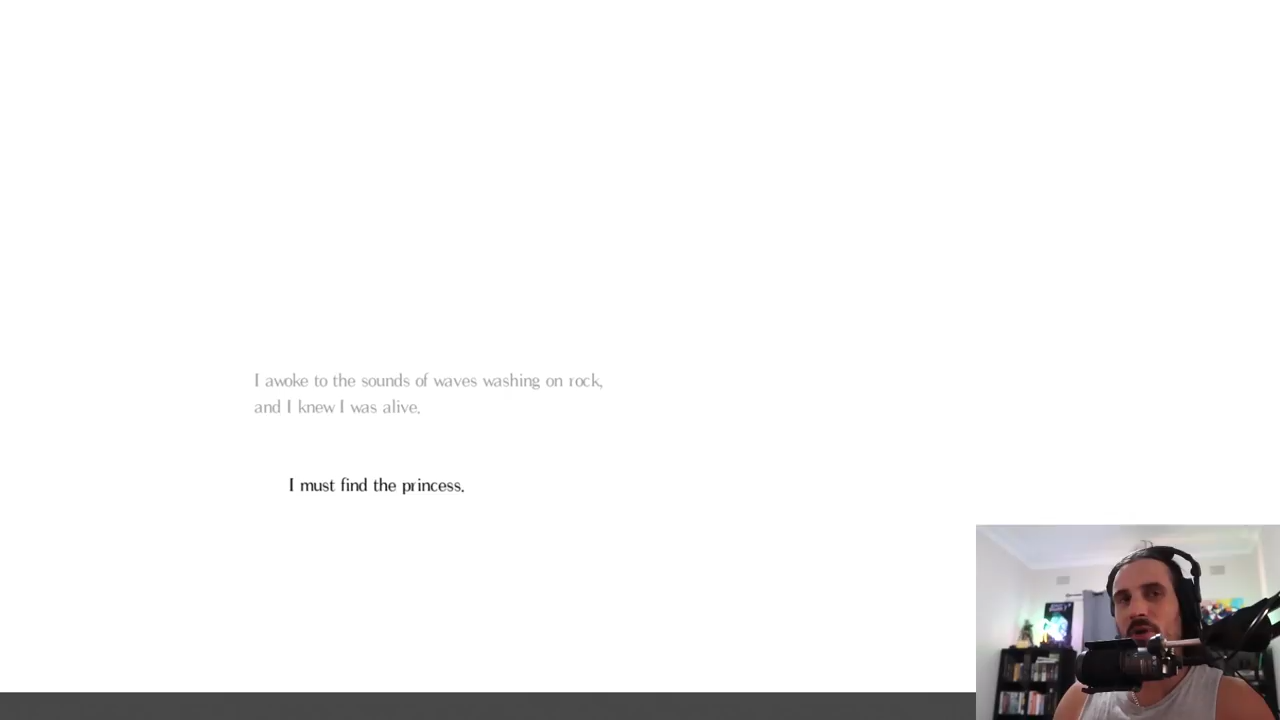 I awoke to the sounds of waves washing on rock,
and I knew I was alive.
I must find the princess.